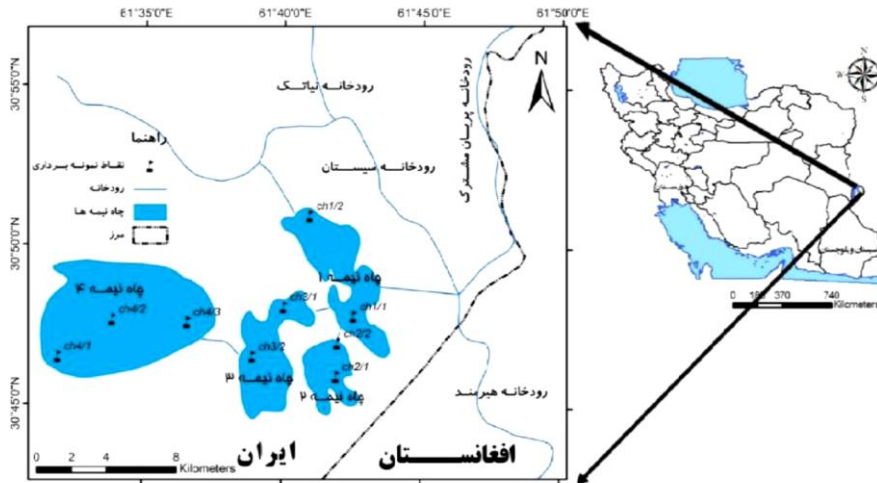 61°35'0"E
61°40'0"E
61°45'0"E
61°50'0"E
30°55'0"N
30°50'0"N
30°45'0"N
N
رودخانه نیاتک
رودخانه سیستان
رودخانه پریان مشترک
رودخانه هیرمند
راهنما
نقاط نمونه برداری
رودخانه
چاه نیمه ها
مرز
ch1/2
چاه نیمه ۱
ch3/1
ch1/1
چاه نیمه ۴
ch4/2
ch4/3
ch4/1
ch2/2
ch3/2
ch2/1
چاه نیمه ۳
چاه نیمه ۲
ایران
افغانستان
0 2 4 8
Kilometers
N
W
S
0 185 370 740
Kilometers